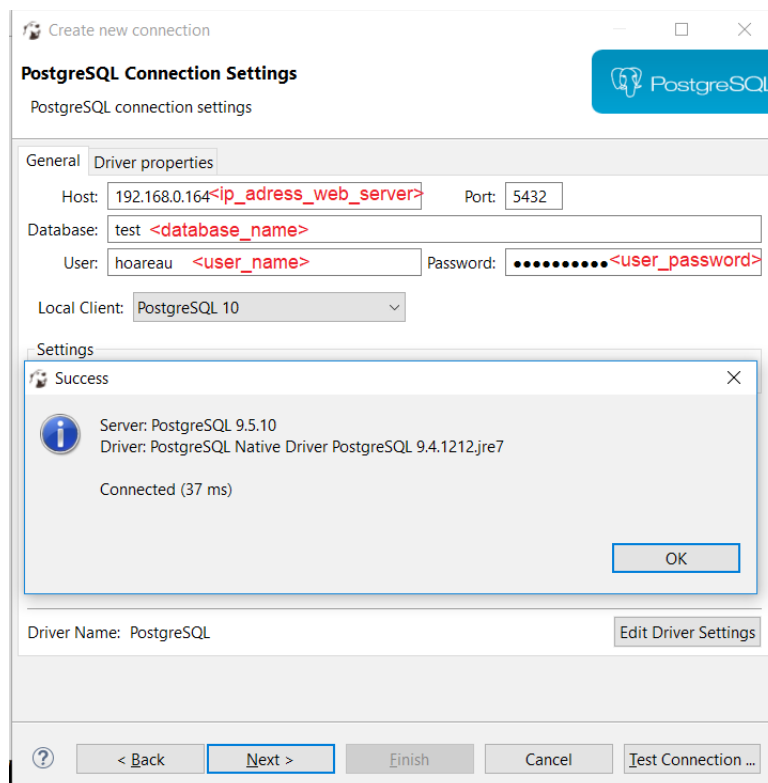 Create new connection
PostgreSQL Connection Settings
PostgreSQL connection settings
PostgreSQL
General Driver properties
Host: 192.168.0.164<ip_adress_web_server> Port: 5432
Database: test <database_name>
User: hoareau <user_name> Password: ●●●●●●●●●●<user_password>
Local Client: PostgreSQL 10
Settings
Success
Server: PostgreSQL 9.5.10
Driver: PostgreSQL Native Driver PostgreSQL 9.4.1212.jre7
Connected (37 ms)
OK
Driver Name: PostgreSQL Edit Driver Settings
? < Back Next > Finish Cancel Test Connection ...